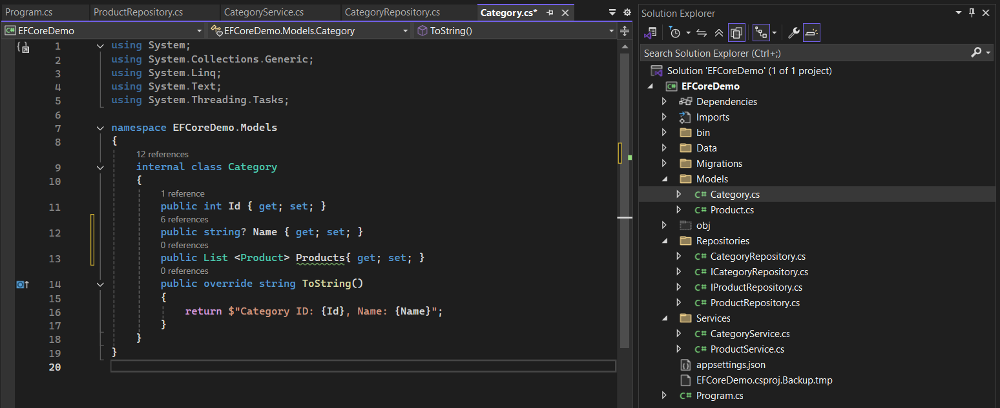 Program.cs ProductRepository.cs CategoryService.cs CategoryRepository.cs Category.cs*
C# EFCoreDemo EFCoreDemo.Models.Category ToString()
1 using System;
2 using System.Collections.Generic;
3 using System.Linq;
4 using System.Text;
5 using System.Threading.Tasks;
6
7 namespace EFCoreDemo.Models
8 {
12 references
9 internal class Category
10 {
1 reference
11 public int Id { get; set; }
6 references
12 public string? Name { get; set; }
0 references
13 public List <Product> Products{ get; set; }
0 references
14 public override string ToString()
15 {
16 return $"Category ID: {Id}, Name: {Name}";
17 }
18 }
19 }
20
Solution Explorer
Search Solution Explorer (Ctrl+;)
Solution 'EFCoreDemo' (1 of 1 project)
C# EFCoreDemo
Dependencies
Imports
bin
Data
Migrations
Models
C# Category.cs
C# Product.cs
obj
Repositories
C# CategoryRepository.cs
C# ICategoryRepository.cs
C# IProductRepository.cs
C# ProductRepository.cs
Services
C# CategoryService.cs
C# ProductService.cs
appsettings.json
EFCoreDemo.csproj.Backup.tmp
C# Program.cs